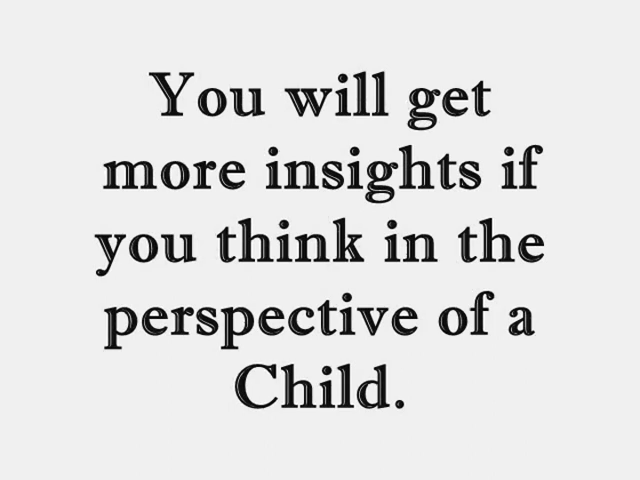 You will get
more insights if
you think in the
perspective of a
Child.